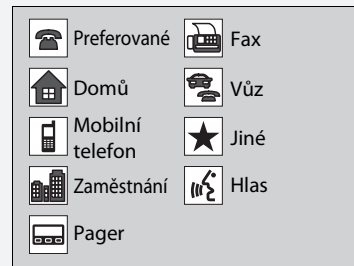 Preferované
Domů
Mobilní
telefon
Zaměstnání
Pager
Fax
Vůz
Jiné
Hlas